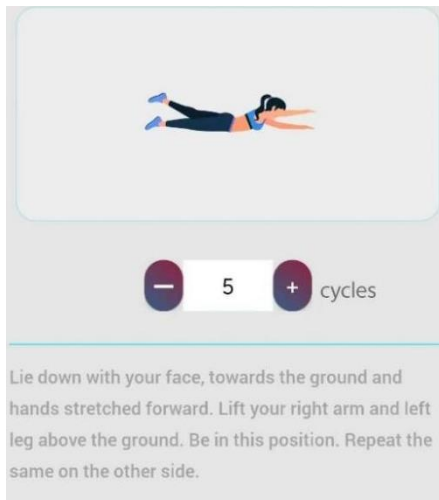 5
cycles
Lie down with your face, towards the ground and
hands stretched forward. Lift your right arm and left
leg above the ground. Be in this position. Repeat the
same on the other side.